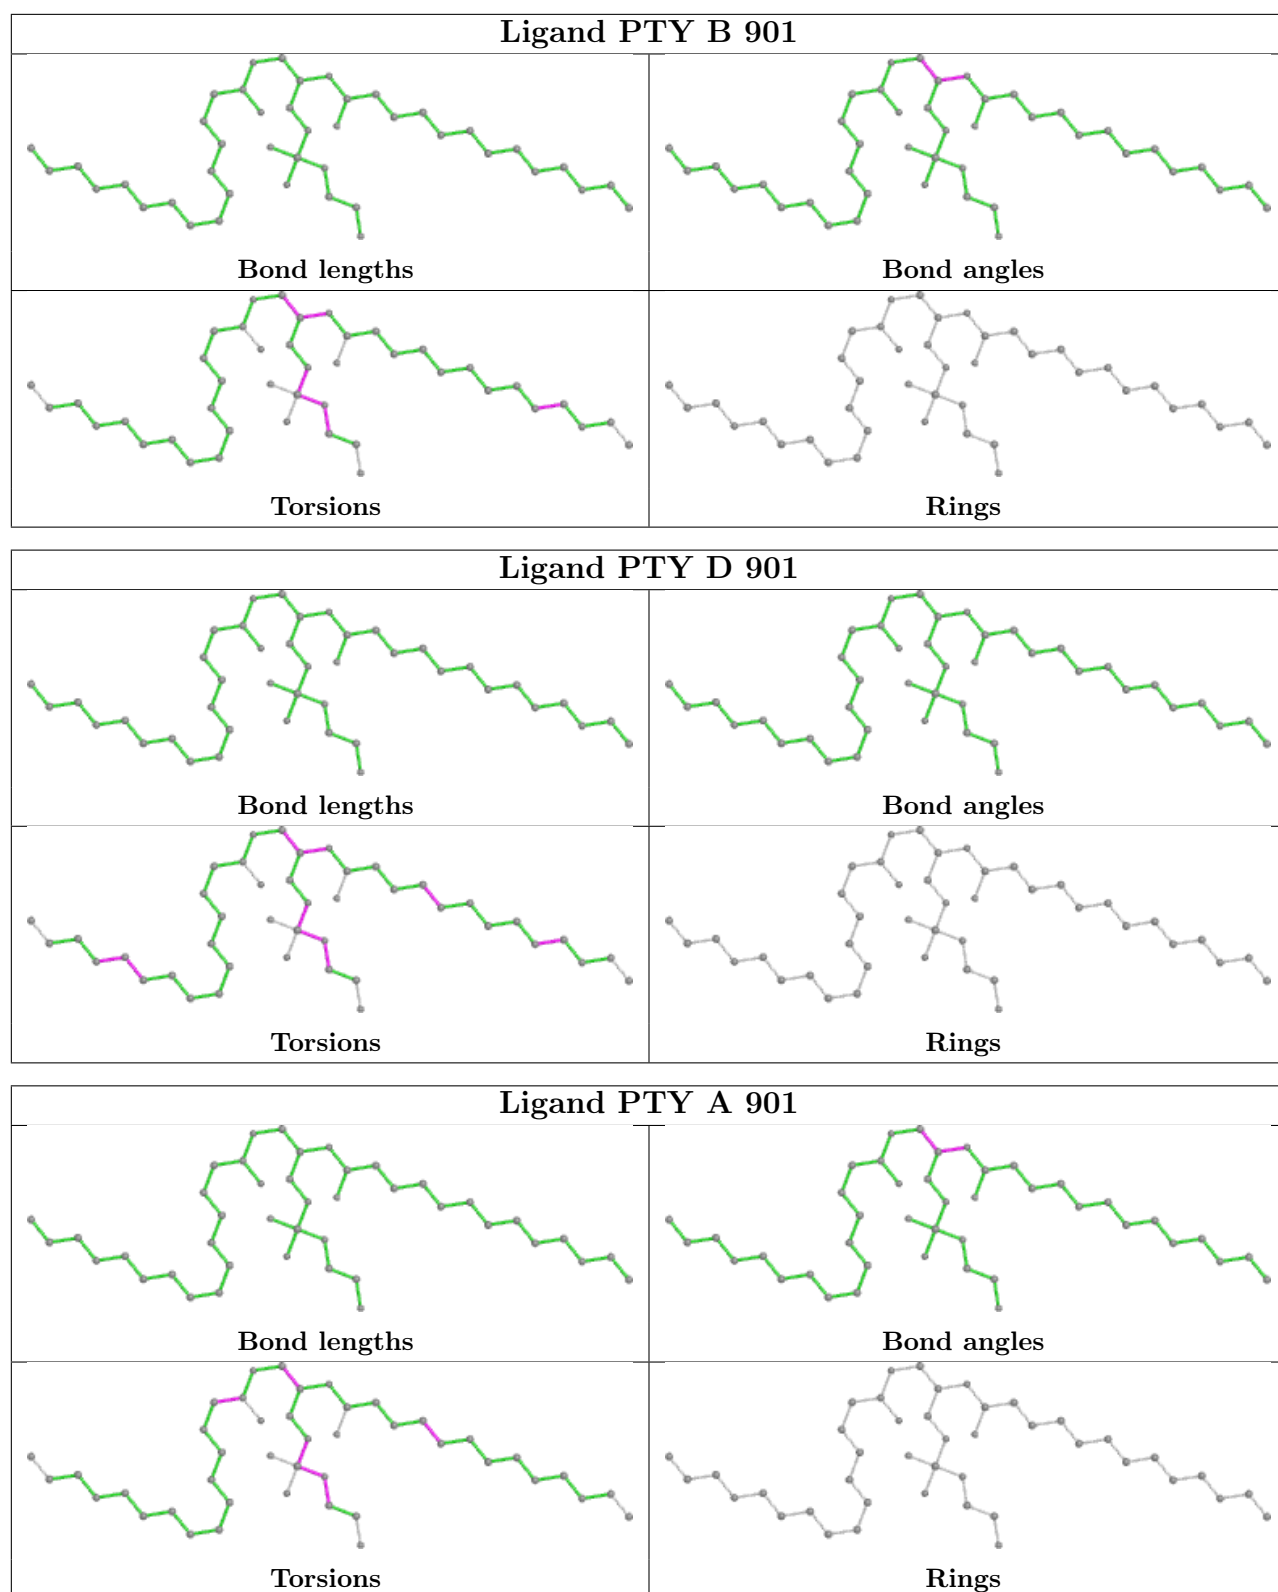 Ligand PTY B 901
Bond lengths
Bond angles
Torsions
Rings
Ligand PTY D 901
Bond lengths
Bond angles
Torsions
Rings
Ligand PTY A 901
Bond lengths
Bond angles
Torsions
Rings